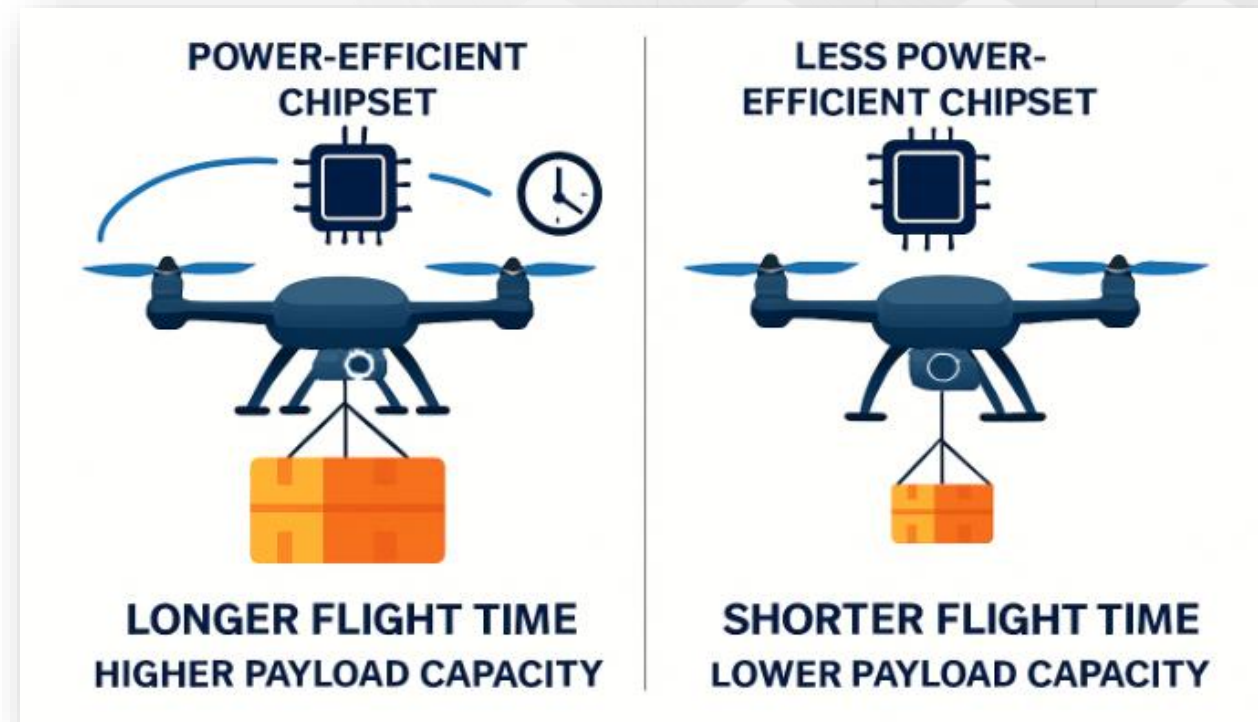 POWER-EFFICIENT
CHIPSET
LONGER FLIGHT TIME
HIGHER PAYLOAD CAPACITY
LESS POWER-
EFFICIENT CHIPSET
SHORTER FLIGHT TIME
LOWER PAYLOAD CAPACITY